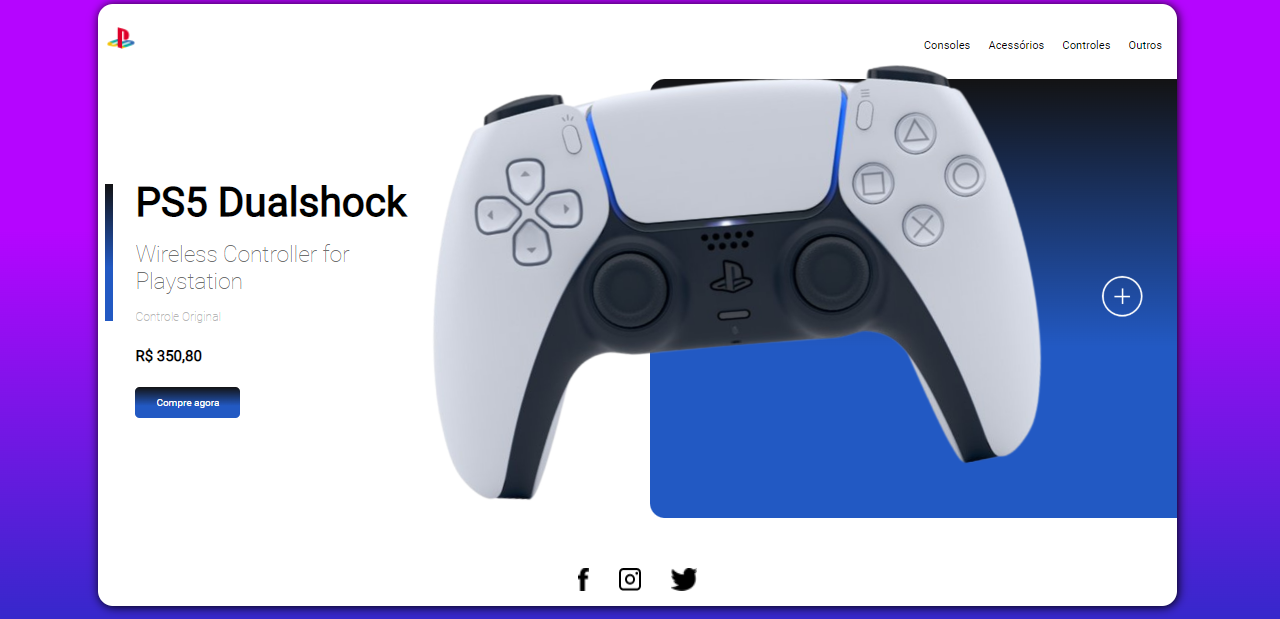 Consoles Acessórios Controles Outros
PS5 Dualshock
Wireless Controller for
Playstation
Controle Original
R$ 350,80
Compre agora